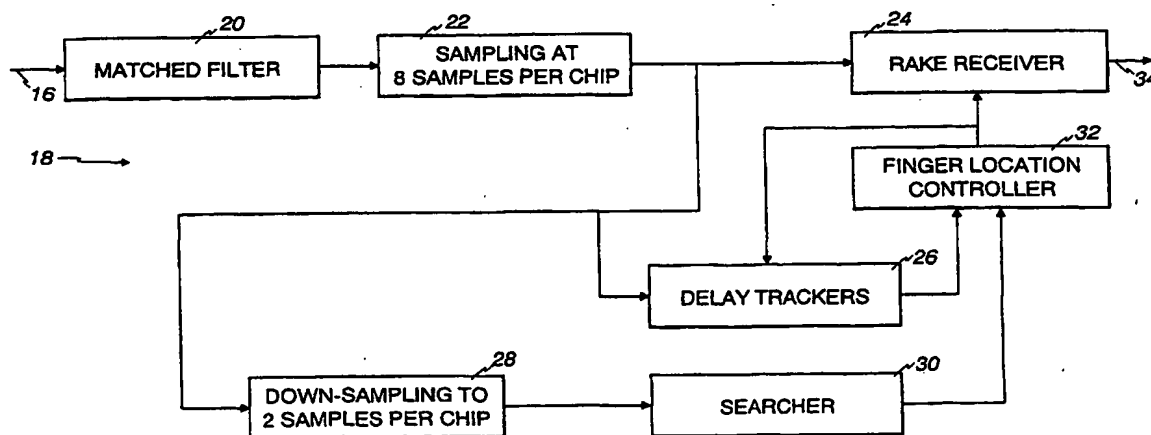 20
22
24
MATCHED FILTER
SAMPLING AT
8 SAMPLES PER CHIP
RAKE RECEIVER
16
34
18
32
FINGER LOCATION
CONTROLLER
26
DELAY TRACKERS
28
DOWN-SAMPLING TO
2 SAMPLES PER CHIP
30
SEARCHER